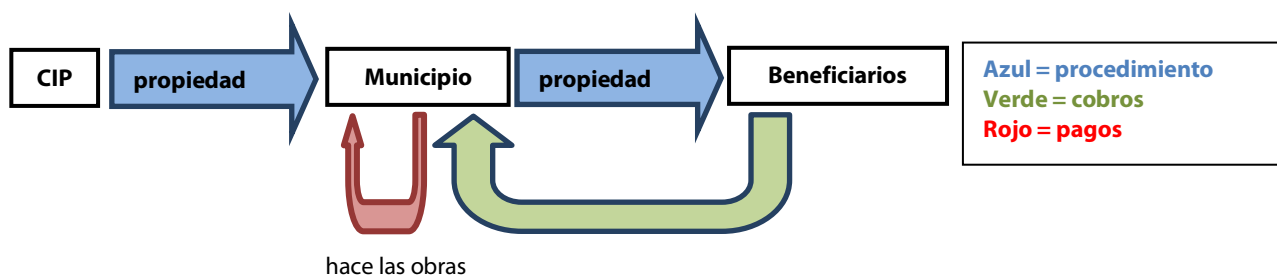 CIP
propiedad
Municipio
propiedad
Beneficiarios
Azul = procedimiento
Verde = cobros
Rojo = pagos
hace las obras